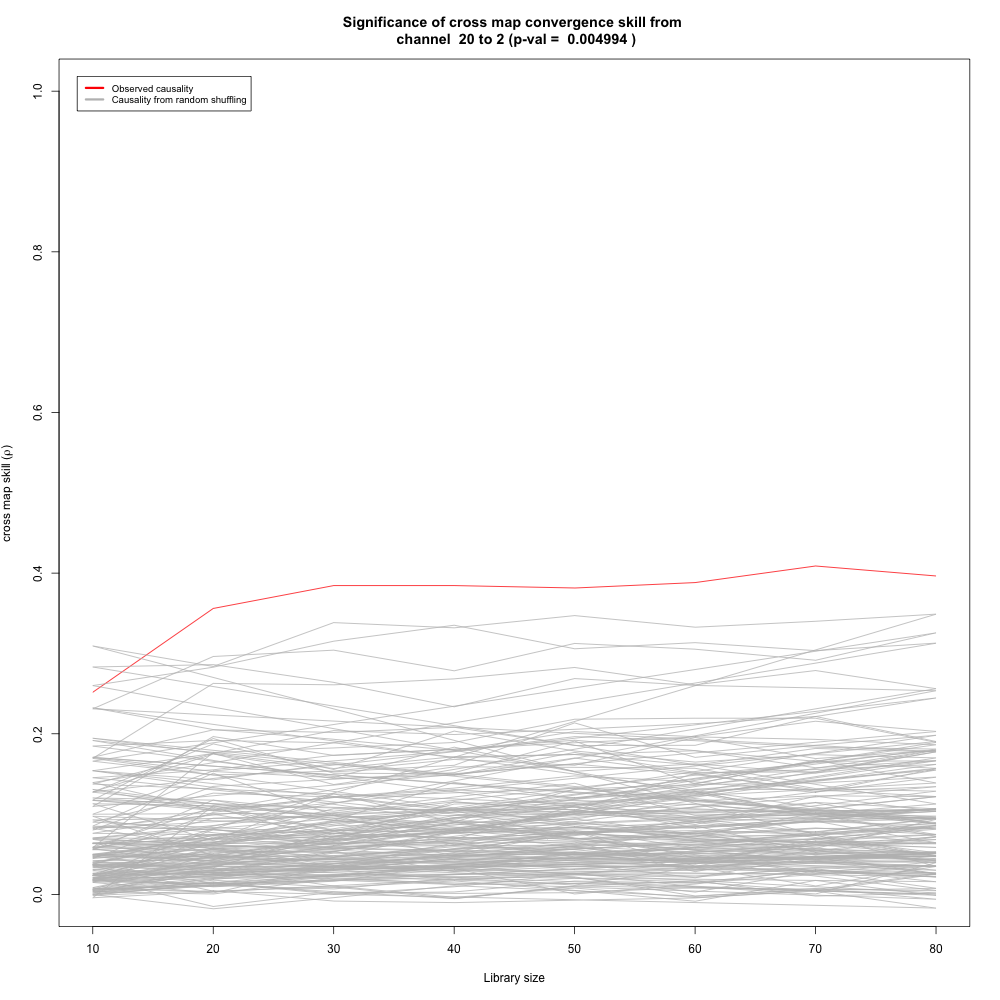 Significance of cross map convergence skill from
channel  20 to 2 (p-val =  0.004994 )
Observed causality
Causality from random shuffling
1.0
0.8
0.6
0.4
0.2
0.0
cross map skill (ρ)
10 20 30 40 50 60 70 80
Library size